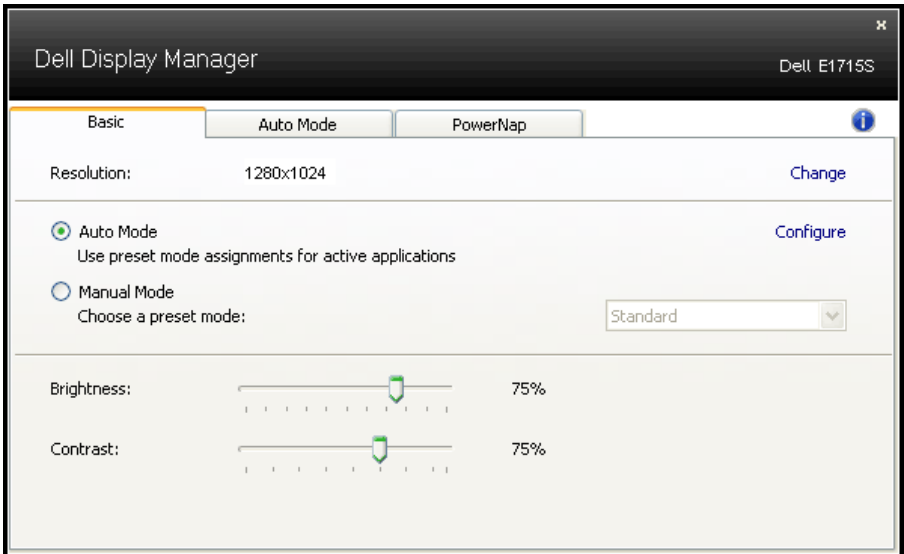 x
Dell Display Manager
Dell E1715S
Basic Auto Mode PowerNap i
Resolution: 1280x1024 Change
Auto Mode Configure
Use preset mode assignments for active applications
Manual Mode
Choose a preset mode: Standard
Brightness: 75%
Contrast: 75%